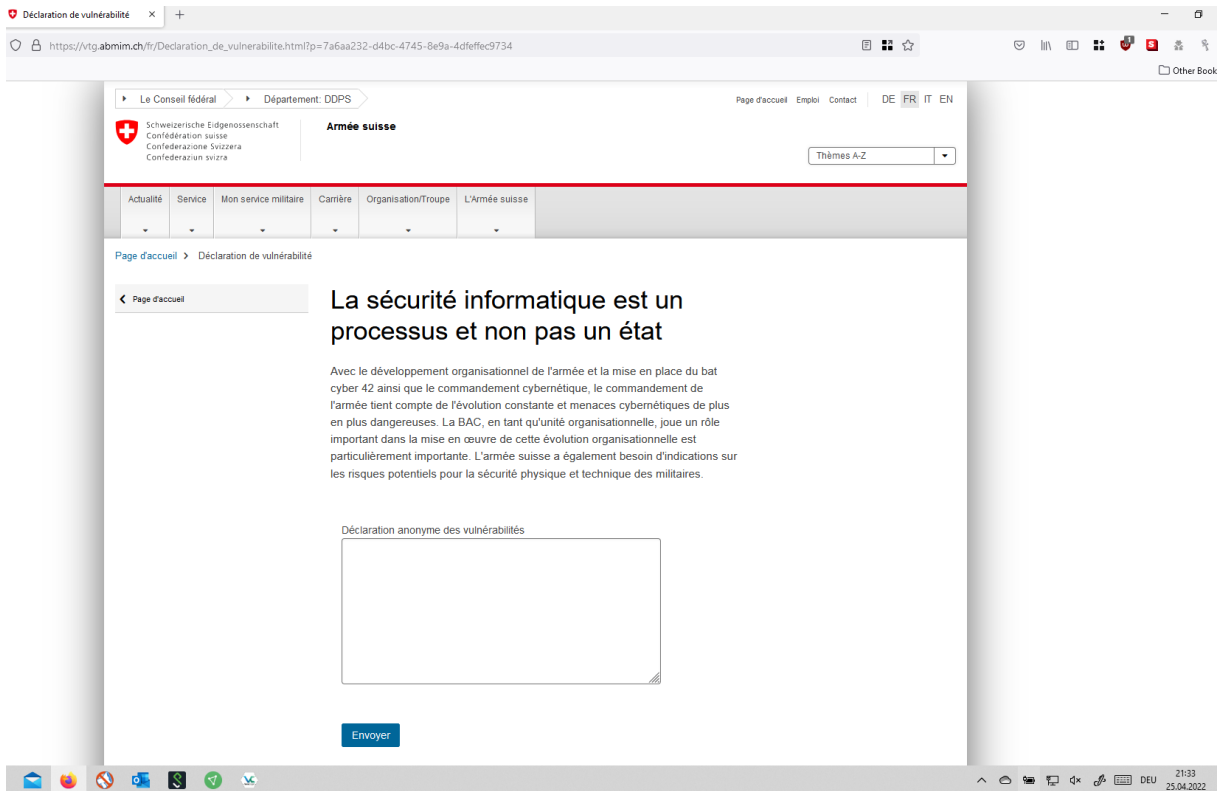 Déclaration de vulnérabilité
https://vtg.abmim.ch/fr/Declaration_de_vulnerabilite.html?p=7a6aa232-d4bc-4745-8e9a-4dfeffec9734
1
S
Other Book
Le Conseil fédéral
Département: DDPS
Page d'accueil Emploi Contact DE FR IT EN
Schweizerische Eidgenossenschaft
Confédération suisse
Confederazione Svizzera
Confederaziun svizra
Armée suisse
Thèmes A-Z
Actualité Service Mon service militaire Carrière Organisation/Troupe L'Armée suisse
Page d'accueil > Déclaration de vulnérabilité
Page d'accueil
La sécurité informatique est un
processus et non pas un état
Avec le développement organisationnel de l'armée et la mise en place du bat
cyber 42 ainsi que le commandement cybernétique, le commandement de
l'armée tient compte de l'évolution constante et menaces cybernétiques de plus
en plus dangereuses. La BAC, en tant qu'unité organisationnelle, joue un rôle
important dans la mise en œuvre de cette évolution organisationnelle est
particulièrement importante. L'armée suisse a également besoin d'indications sur
les risques potentiels pour la sécurité physique et technique des militaires.
Déclaration anonyme des vulnérabilités
Envoyer
DEU
21:33
25.04.2022